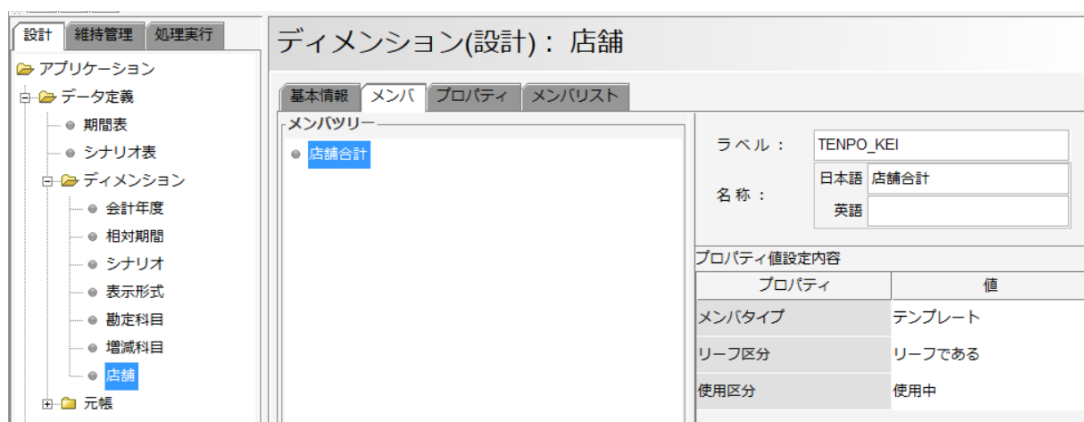 設計 維持管理 処理実行
アプリケーション
データ定義
期間表
シナリオ表
ディメンション
会計年度
相対期間
シナリオ
表示形式
勘定科目
増減科目
店舗
元帳
ディメンション(設計)： 店舗
基本情報 メンバ プロパティ メンバリスト
メンバツリー
店舗合計
ラベル： TENPO_KEI
名称： 日本語 店舗合計
英語
プロパティ値設定内容
プロパティ 値
メンバタイプ テンプレート
リーフ区分 リーフである
使用区分 使用中